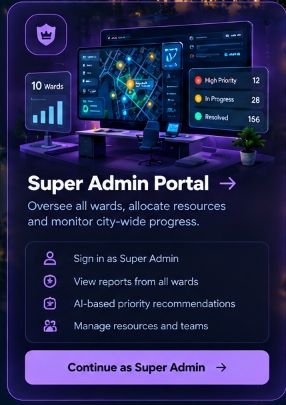 10 Wards
High Priority 12
In Progress 28
Resolved 166
Super Admin Portal →
Oversee all wards, allocate resources
and monitor city-wide progress.
Sign in as Super Admin
View reports from all wards
AI-based priority recommendations
Manage resources and teams
Continue as Super Admin →